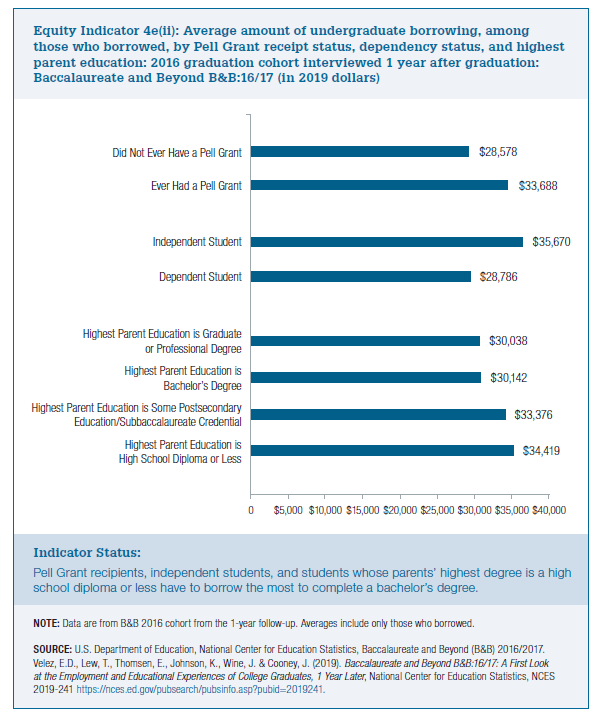 Equity Indicator 4e(ii): Average amount of undergraduate borrowing, among
those who borrowed, by Pell Grant receipt status, dependency status, and highest
parent education: 2016 graduation cohort interviewed 1 year after graduation:
Baccalaureate and Beyond B&B:16/17 (in 2019 dollars)
Did Not Ever Have a Pell Grant $28,578
Ever Had a Pell Grant $33,688
Independent Student $35,670
Dependent Student $28,786
Highest Parent Education is Graduate
or Professional Degree $30,038
Highest Parent Education is
Bachelor's Degree $30,142
Highest Parent Education is Some Postsecondary
Education/Subbaccalaureate Credential $33,376
Highest Parent Education is
High School Diploma or Less $34,419
0 $5,000 $10,000 $15,000 $20,000 $25,000 $30,000 $35,000 $40,000
Indicator Status:
Pell Grant recipients, independent students, and students whose parents' highest degree is a high
school diploma or less have to borrow the most to complete a bachelor's degree.
NOTE: Data are from B&B 2016 cohort from the 1-year follow-up. Averages include only those who borrowed.
SOURCE: U.S. Department of Education, National Center for Education Statistics, Baccalaureate and Beyond (B&B) 2016/2017.
Velez, E.D., Lew, T., Thomsen, E., Johnson, K., Wine, J. & Cooney, J. (2019). Baccalaureate and Beyond B&B:16/17: A First Look
at the Employment and Educational Experiences of College Graduates, 1 Year Later, National Center for Education Statistics, NCES
2019-241 https://nces.ed.gov/pubsearch/pubsinfo.asp?pubid=2019241.